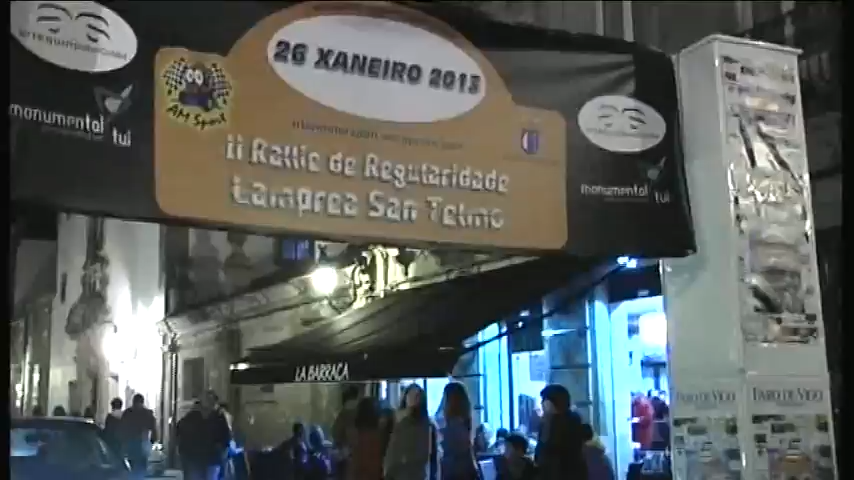 26 XANEIRO 2013
AM Sport
monumental
tui
ii Rallie de Regularidade
Lamprea San Telmo
monumental
tui
LA BARRACA
FARO DE VIGO
FARO DE VIGO